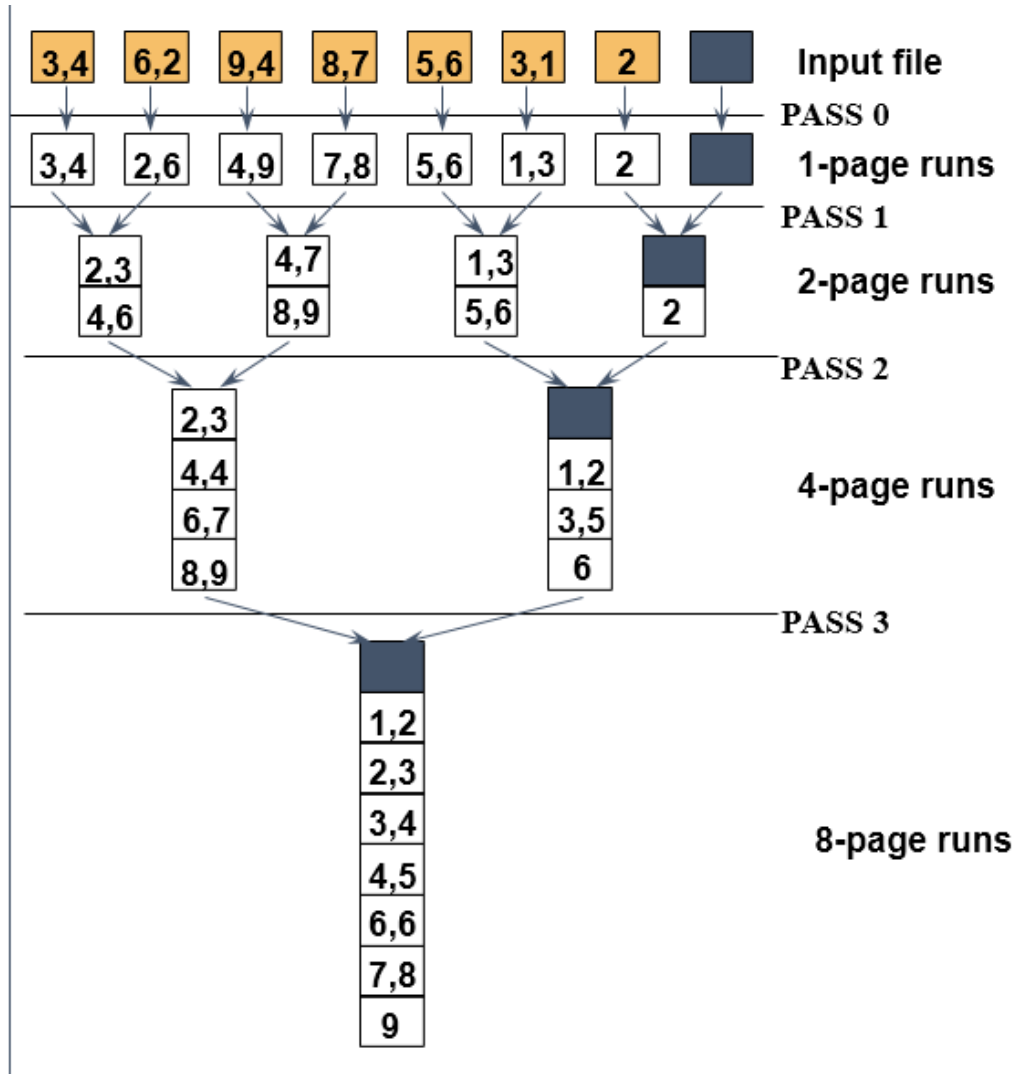 3,4 6,2 9,4 8,7 5,6 3,1 2 Input file
PASS 0
3,4 2,6 4,9 7,8 5,6 1,3 2 1-page runs
PASS 1
2,3 4,7 1,3
4,6 8,9 5,6 2 2-page runs
PASS 2
2,3
4,4 1,2
6,7 3,5 4-page runs
8,9 6
PASS 3
1,2
2,3
3,4
4,5 8-page runs
6,6
7,8
9